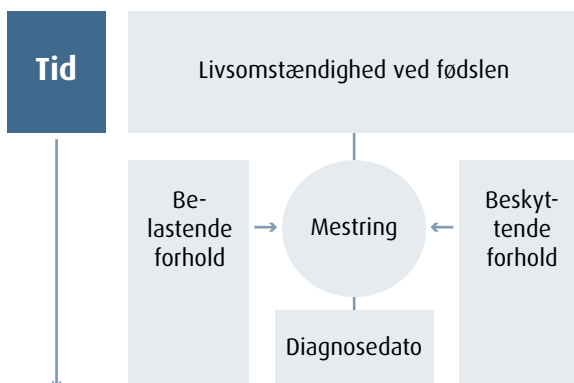 Tid
Livsomstændighed ved fødslen
Be-
lastende
forhold
Mestring
Beskyt-
tende
forhold
Diagnosedato